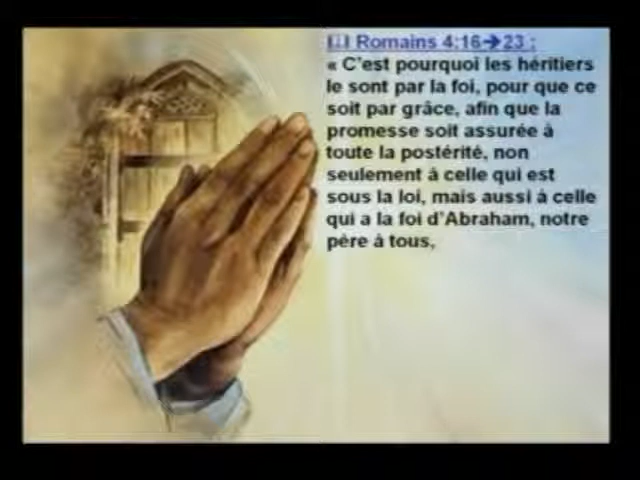 Romains 4:16➔23 :
« C'est pourquoi les héritiers
le sont par la foi, pour que ce
soit par grâce, afin que la
promesse soit assurée à
toute la postérité, non
seulement à celle qui est
sous la loi, mais aussi à celle
qui a la foi d'Abraham, notre
père à tous,